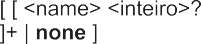 [ [ <name> <inteiro>?
]+ | none ]